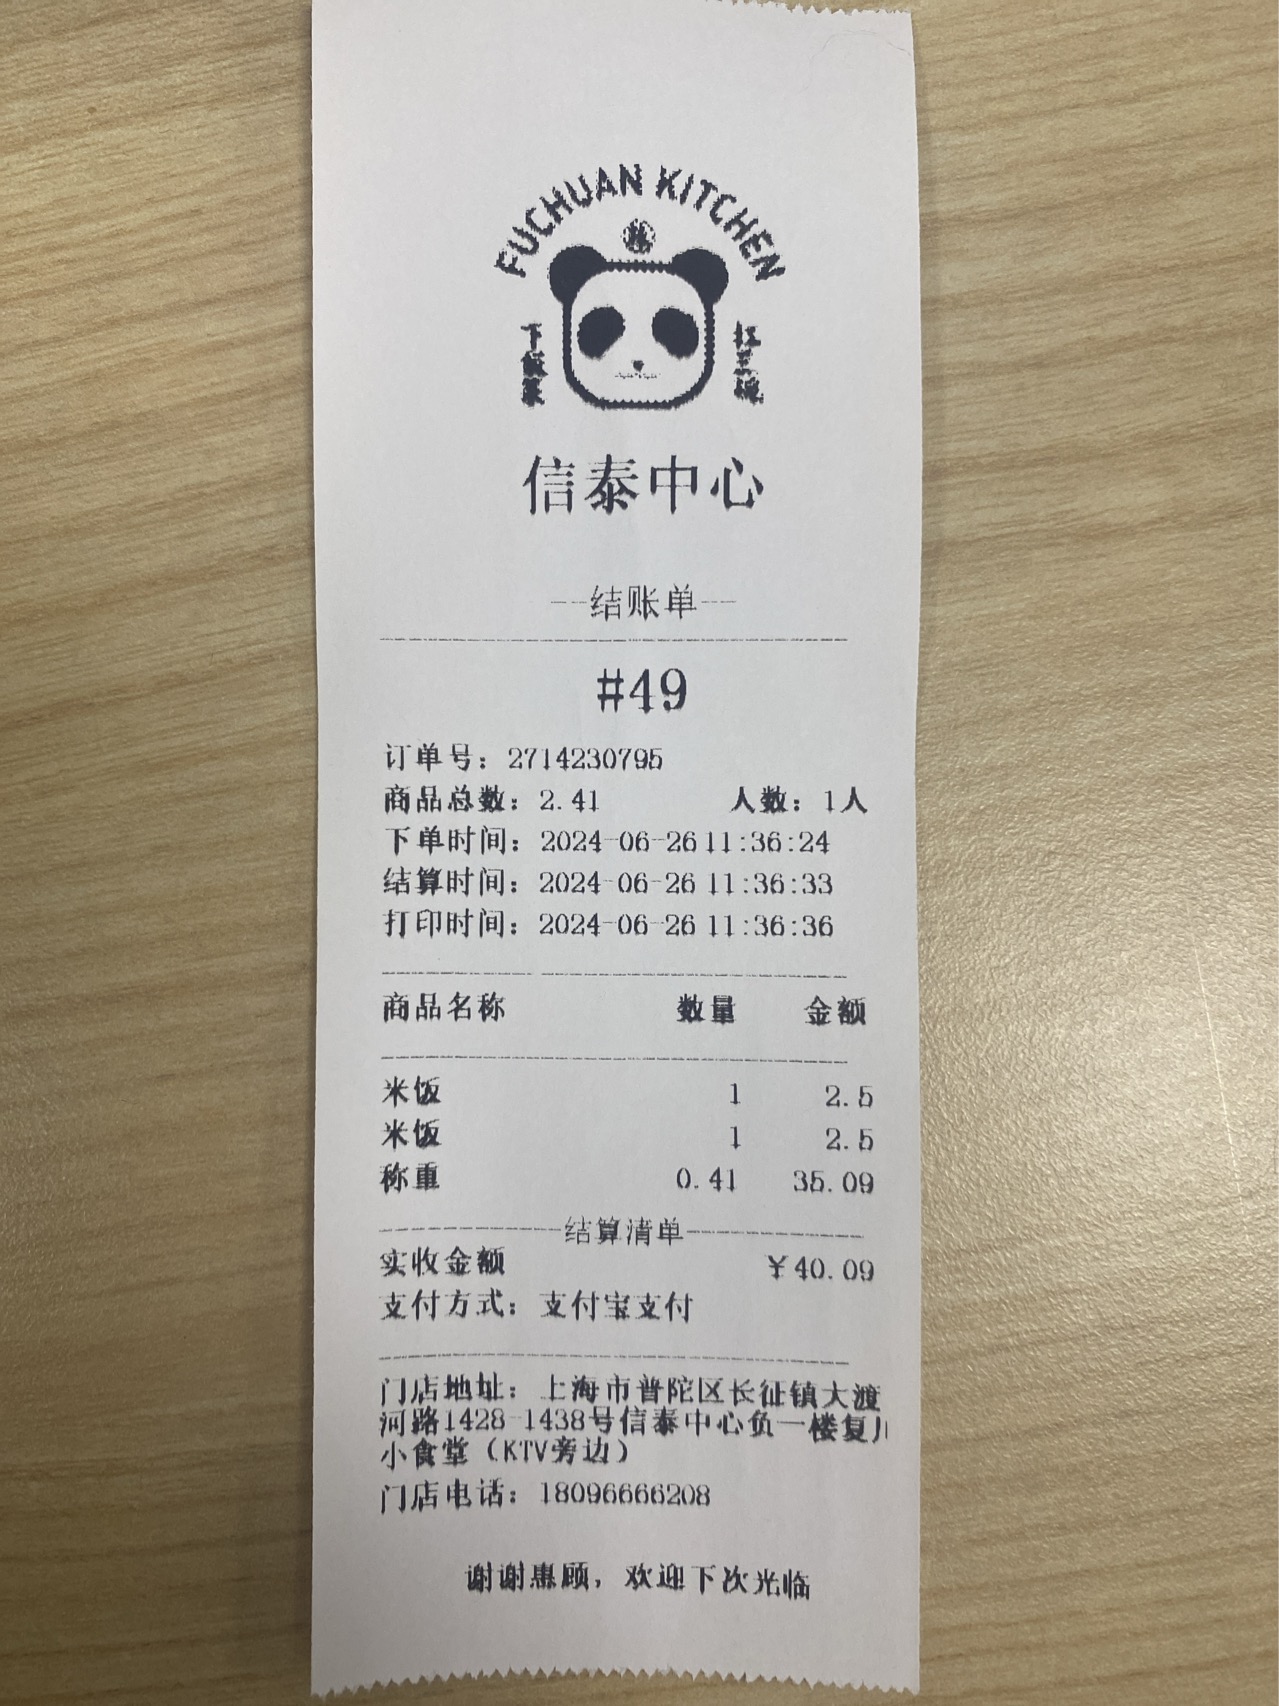 FUCHUAN KITCHEN
下饭菜
扛三碗
信泰中心
---结账单---
#49
订单号：2714230795
商品总数：2.41 人数：1人
下单时间：2024-06-26 11:36:24
结算时间：2024-06-26 11:36:33
打印时间：2024-06-26 11:36:36
商品名称 数量 金额
米饭 1 2.5
米饭 1 2.5
称重 0.41 35.09
结算清单
实收金额 ￥40.09
支付方式：支付宝支付
门店地址：上海市普陀区长征镇大渡
河路1428-1438号信泰中心负一楼复川
小食堂（KTV旁边）
门店电话：18096666208
谢谢惠顾，欢迎下次光临